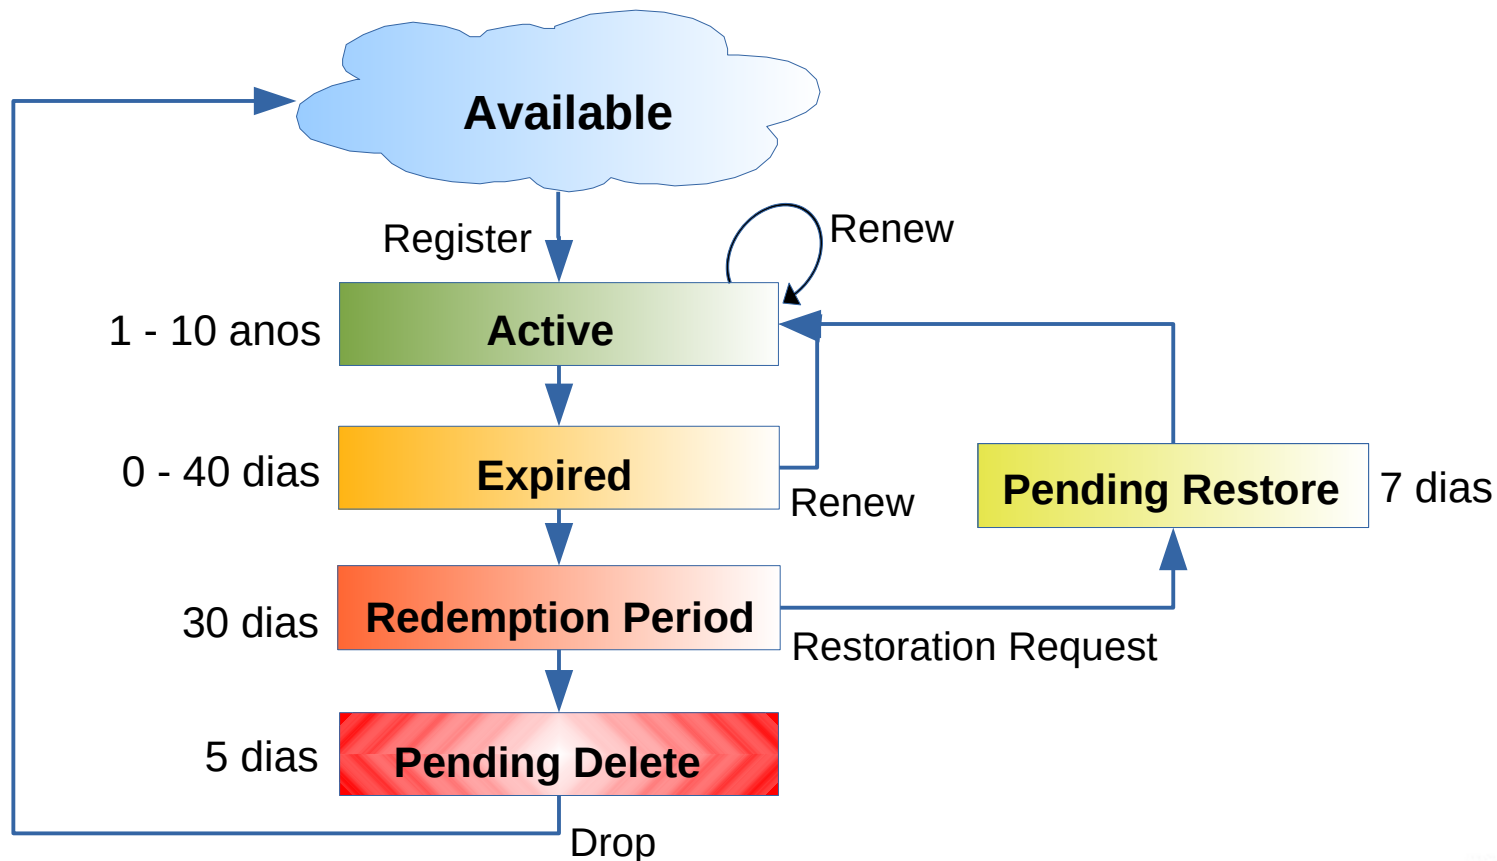 Available
Register
Renew
1 - 10 anos
Active
0 - 40 dias
Expired
Renew
Pending Restore
7 dias
30 dias
Redemption Period
Restoration Request
5 dias
Pending Delete
Drop